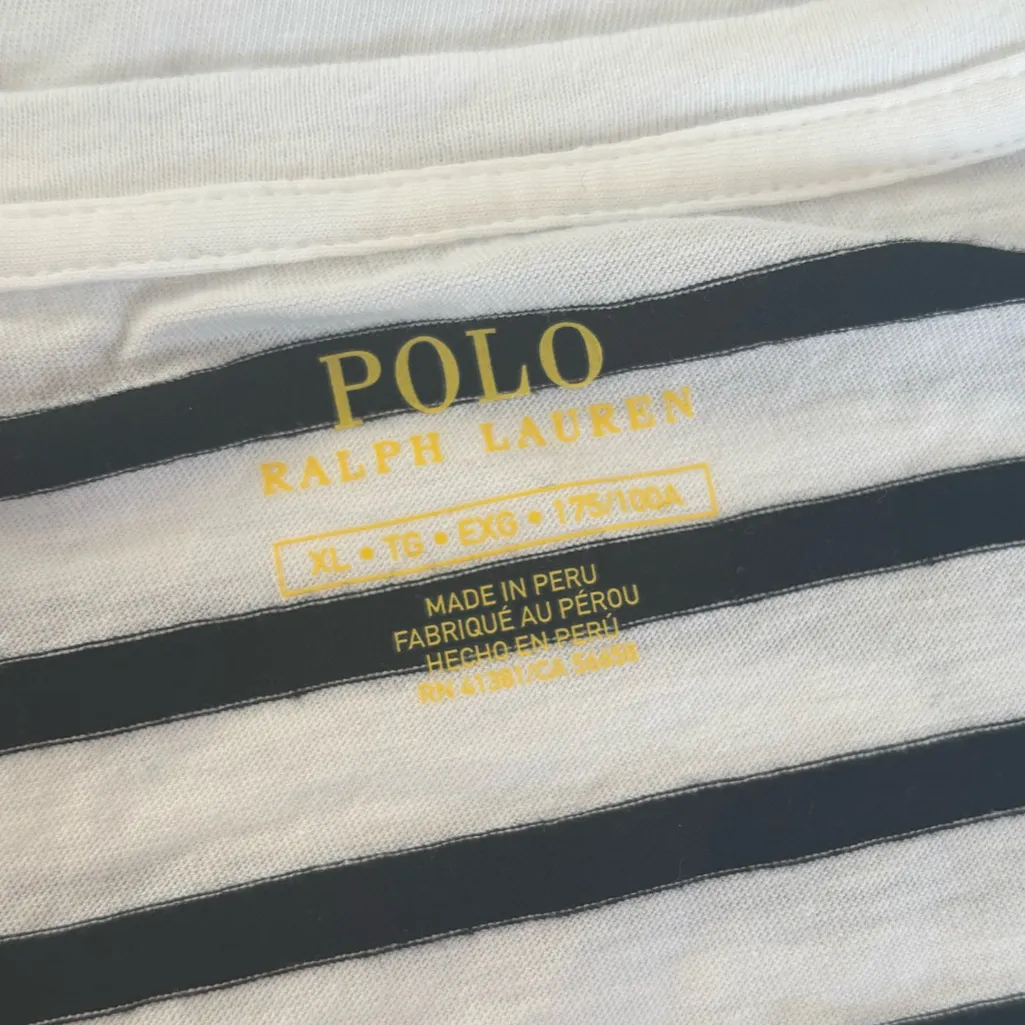 POLO
RALPH LAUREN
XL • TG • EXG • 175/100A
MADE IN PERU
FABRIQUÉ AU PÉROU
HECHO EN PERÚ
RN 41381/CA 56658